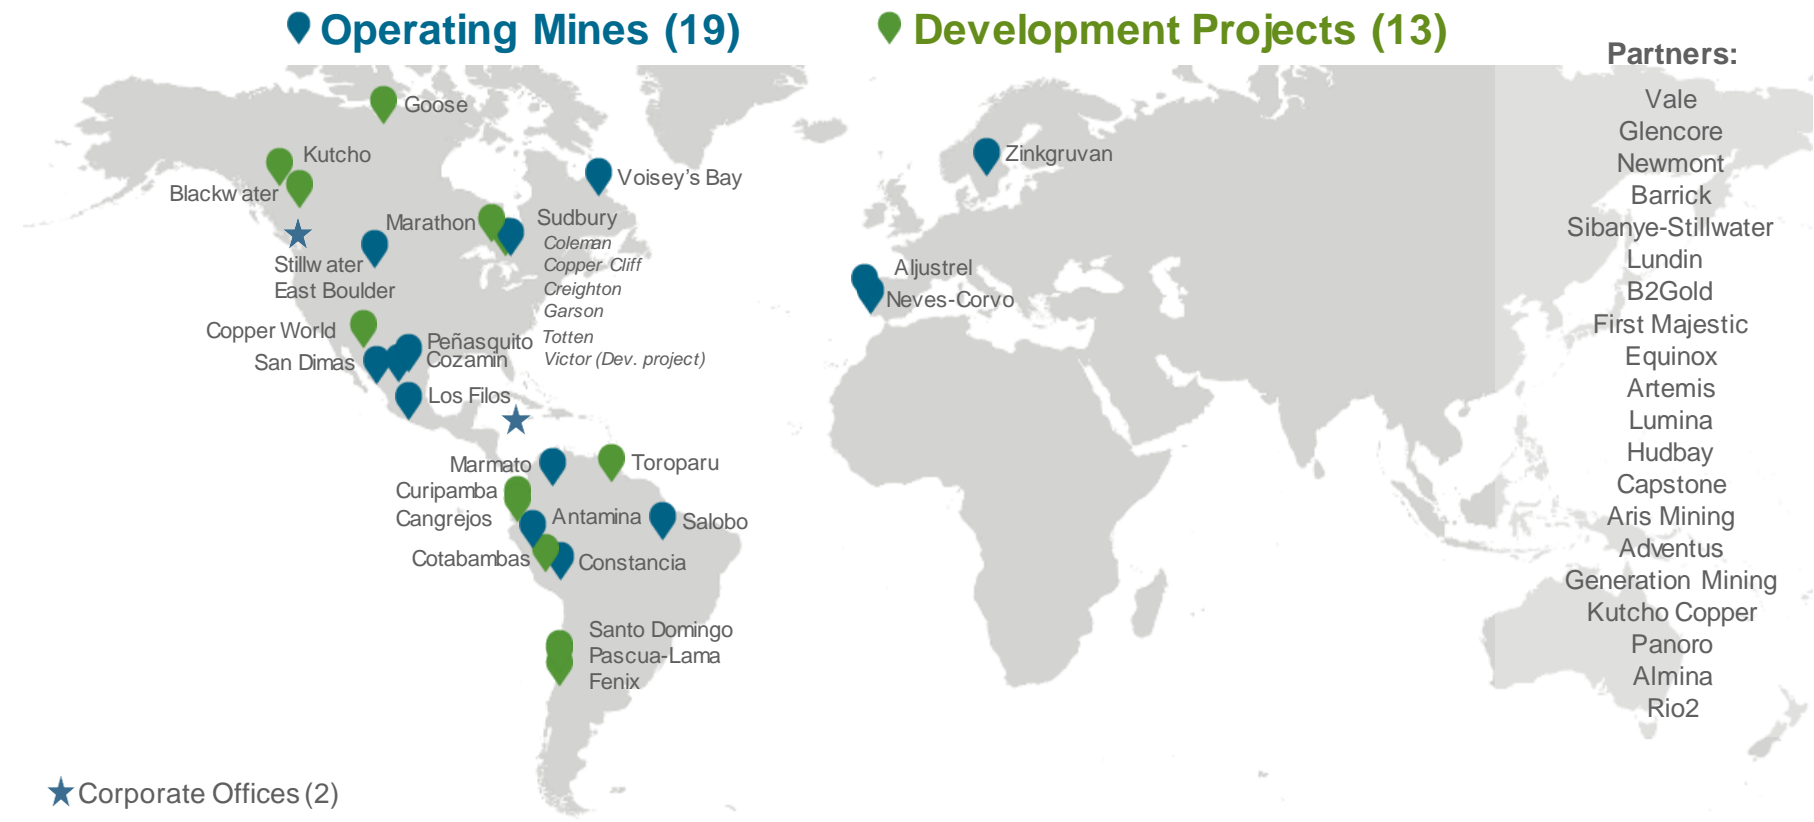 Operating Mines (19)
Development Projects (13)
Partners:
Vale
Glencore
Newmont
Barrick
Sibanye-Stillwater
Lundin
B2Gold
First Majestic
Equinox
Artemis
Lumina
Hudbay
Capstone
Aris Mining
Adventus
Generation Mining
Kutcho Copper
Panoro
Almina
Rio2
Goose
Kutcho
Blackwater
Voisey's Bay
Marathon
Sudbury
Coleman
Copper Cliff
Creighton
Garson
Totten
Victor (Dev. project)
Stillwater
East Boulder
Copper World
Peñasquito
Cozamin
San Dimas
Los Filos
Marmato
Toroparu
Curipamba
Cangrejos
Antamina
Salobo
Cotabambas
Constancia
Santo Domingo
Pascua-Lama
Fenix
Zinkgruvan
Aljustrel
Neves-Corvo
Corporate Offices (2)